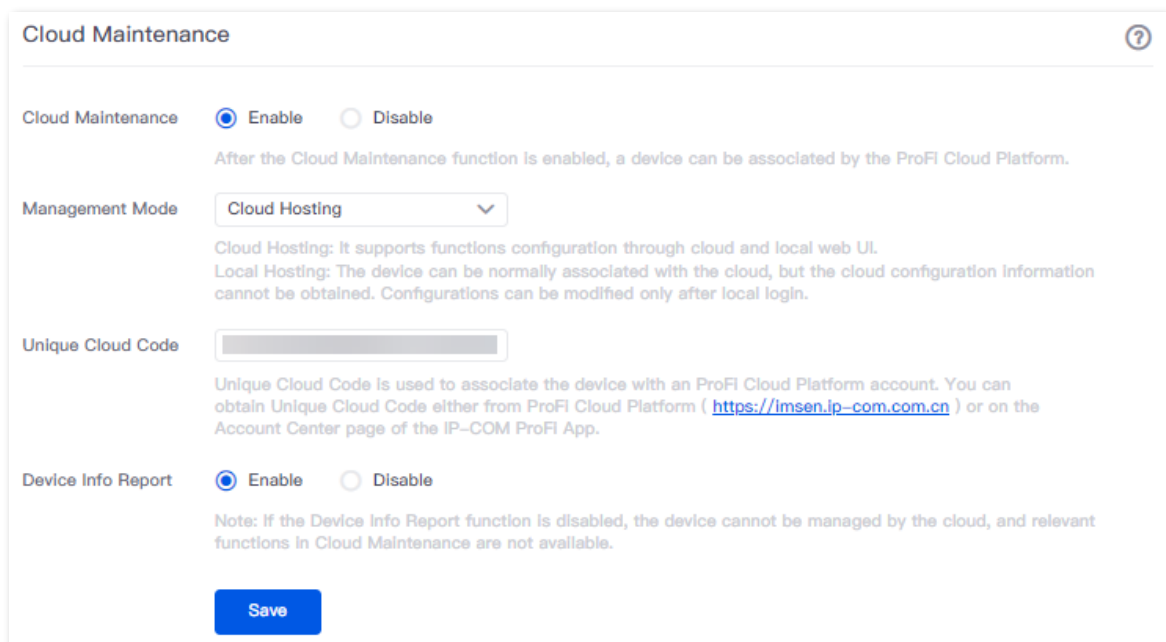 Cloud Maintenance
?
Cloud Maintenance Enable Disable
After the Cloud Maintenance function is enabled, a device can be associated by the ProFi Cloud Platform.
Management Mode Cloud Hosting
Cloud Hosting: It supports functions configuration through cloud and local web UI.
Local Hosting: The device can be normally associated with the cloud, but the cloud configuration information
cannot be obtained. Configurations can be modified only after local login.
Unique Cloud Code
Unique Cloud Code is used to associate the device with an ProFi Cloud Platform account. You can
obtain Unique Cloud Code either from ProFi Cloud Platform ( https://imsen.ip-com.com.cn ) or on the
Account Center page of the IP-COM ProFi App.
Device Info Report Enable Disable
Note: If the Device Info Report function is disabled, the device cannot be managed by the cloud, and relevant
functions in Cloud Maintenance are not available.
Save